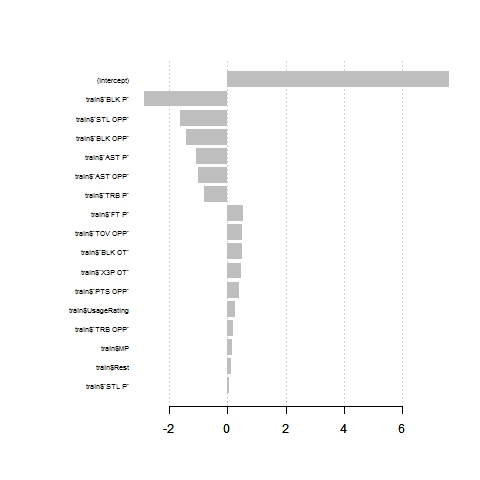 (Intercept)
train$`BLK P`
train$`STL OPP`
train$`BLK OPP`
train$`AST P`
train$`AST OPP`
train$`TRB P`
train$`FT P`
train$`TOV OPP`
train$`BLK OT`
train$`X3P OT`
train$`PTS OPP`
train$UsageRating
train$`TRB OPP`
train$MP
train$Rest
train$`STL P`
-2 0 2 4 6